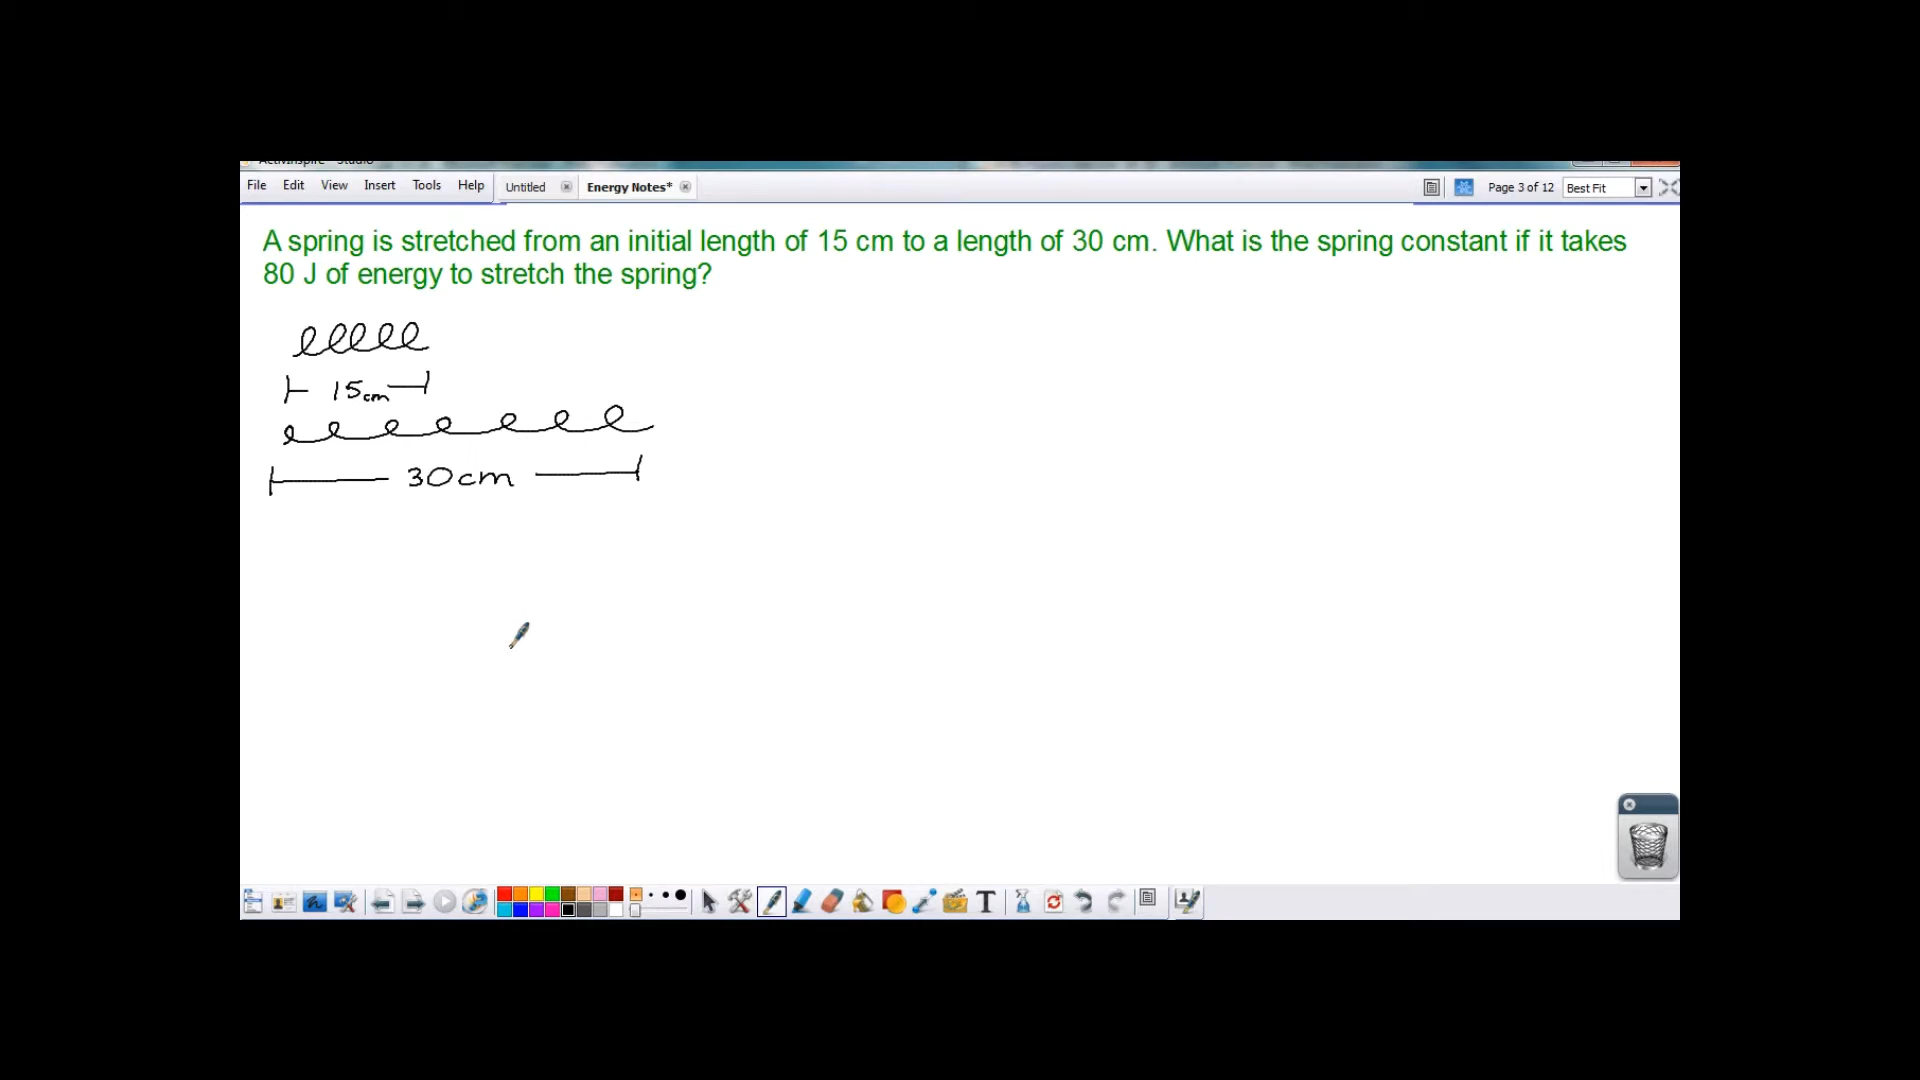 ActivInspire - Studio
File Edit View Insert Tools Help Untitled Energy Notes* Page 3 of 12 Best Fit
A spring is stretched from an initial length of 15 cm to a length of 30 cm. What is the spring constant if it takes
80 J of energy to stretch the spring?
15cm
30cm
T